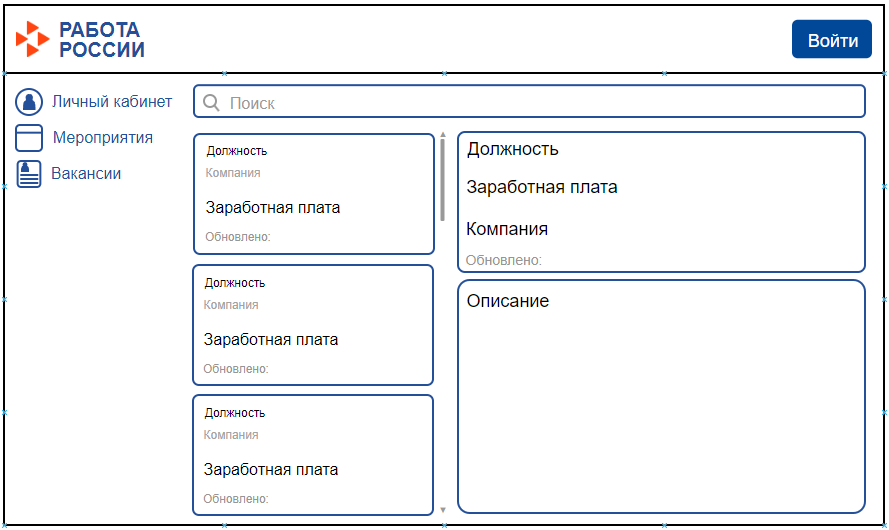 РАБОТА
РОССИИ
Войти
Личный кабинет
Мероприятия
Вакансии
Поиск
Должность
Компания
Заработная плата
Обновлено:
Должность
Компания
Заработная плата
Обновлено:
Должность
Компания
Заработная плата
Обновлено:
Должность
Заработная плата
Компания
Обновлено:
Описание